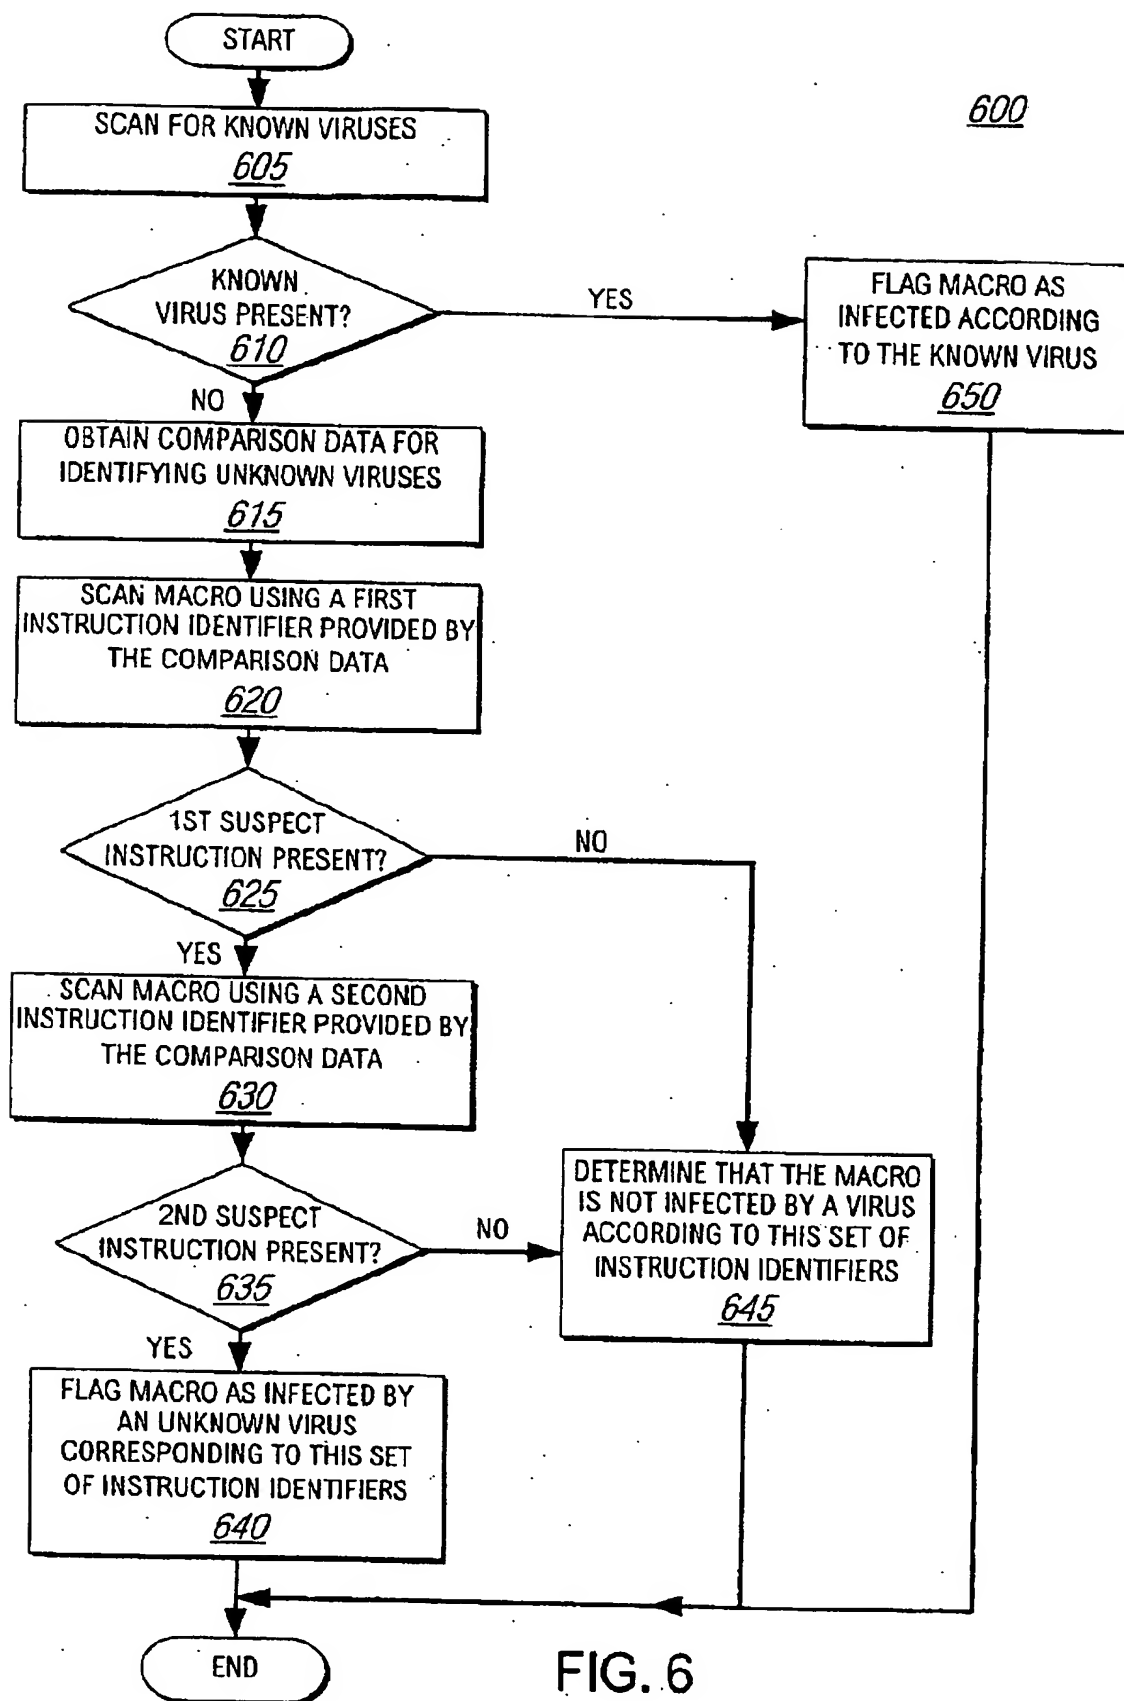 START
600
SCAN FOR KNOWN VIRUSES
605
KNOWN
VIRUS PRESENT?
610
YES
FLAG MACRO AS
INFECTED ACCORDING
TO THE KNOWN VIRUS
650
NO
OBTAIN COMPARISON DATA FOR
IDENTIFYING UNKNOWN VIRUSES
615
SCAN MACRO USING A FIRST
INSTRUCTION IDENTIFIER PROVIDED BY
THE COMPARISON DATA
620
1ST SUSPECT
INSTRUCTION PRESENT?
625
NO
YES
SCAN MACRO USING A SECOND
INSTRUCTION IDENTIFIER PROVIDED BY
THE COMPARISON DATA
630
2ND SUSPECT
INSTRUCTION PRESENT?
635
NO
DETERMINE THAT THE MACRO
IS NOT INFECTED BY A VIRUS
ACCORDING TO THIS SET OF
INSTRUCTION IDENTIFIERS
645
YES
FLAG MACRO AS INFECTED BY
AN UNKNOWN VIRUS
CORRESPONDING TO THIS SET
OF INSTRUCTION IDENTIFIERS
640
END
FIG. 6